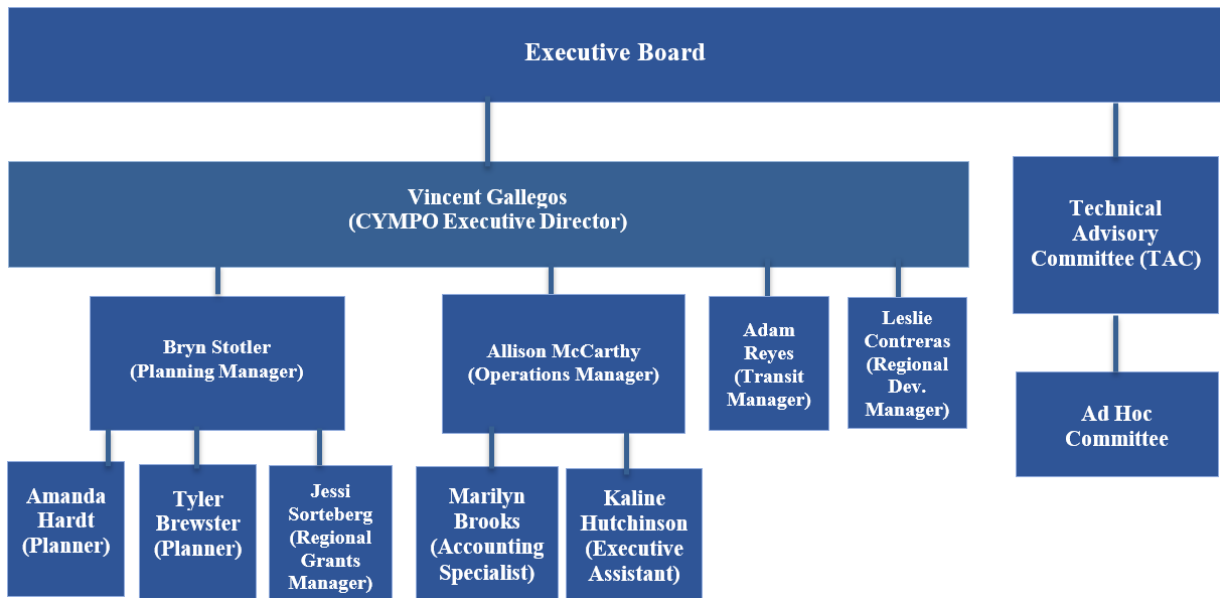 Executive Board
Vincent Gallegos
(CYMPO Executive Director)
Technical
Advisory
Committee (TAC)
Bryn Stotler
(Planning Manager)
Allison McCarthy
(Operations Manager)
Adam
Reyes
(Transit
Manager)
Leslie
Contreras
(Regional
Dev.
Manager)
Ad Hoc
Committee
Amanda
Hardt
(Planner)
Tyler
Brewster
(Planner)
Jessi
Sorteberg
(Regional
Grants
Manager)
Marilyn
Brooks
(Accounting
Specialist)
Kaline
Hutchinson
(Executive
Assistant)